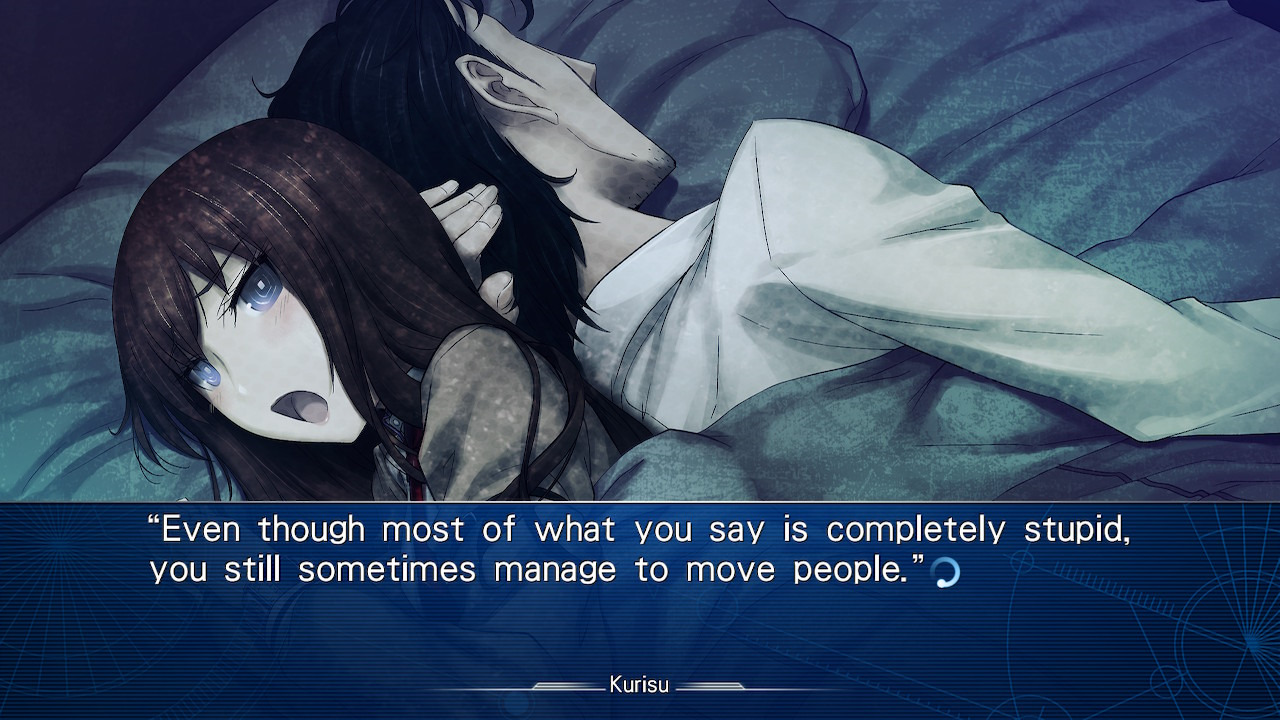 “Even though most of what you say is completely stupid,
you still sometimes manage to move people.”
Kurisu